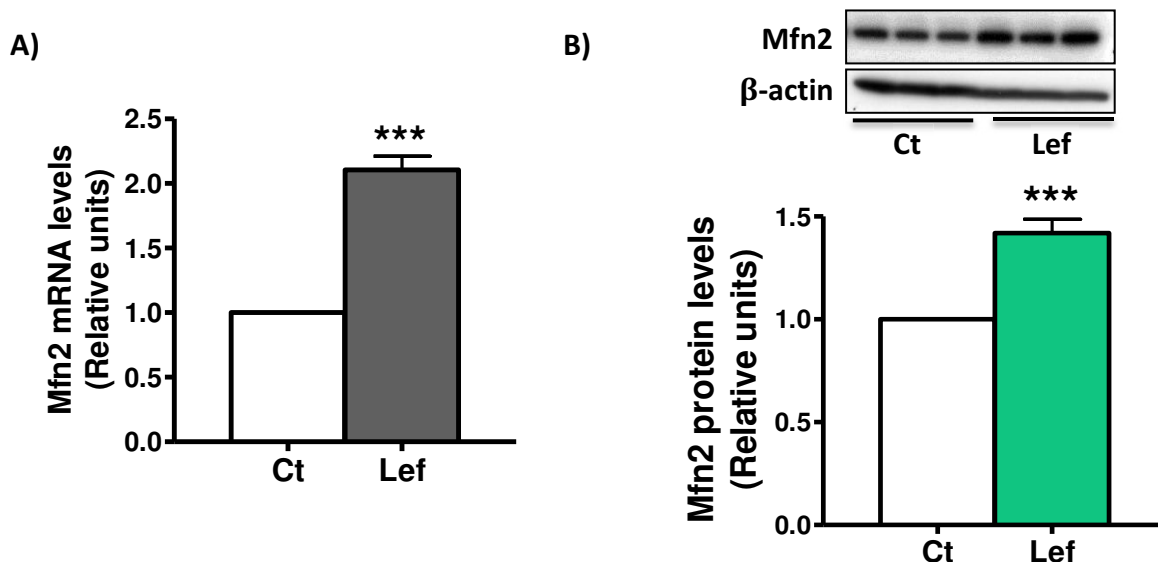 A)
Mfn2 mRNA levels
(Relative units)
2.5
2.0
1.5
1.0
0.5
0.0
***
Ct
Lef
B)
Mfn2
β-actin
Ct
Lef
Mfn2 protein levels
(Relative units)
1.5
1.0
0.5
0.0
***
Ct
Lef